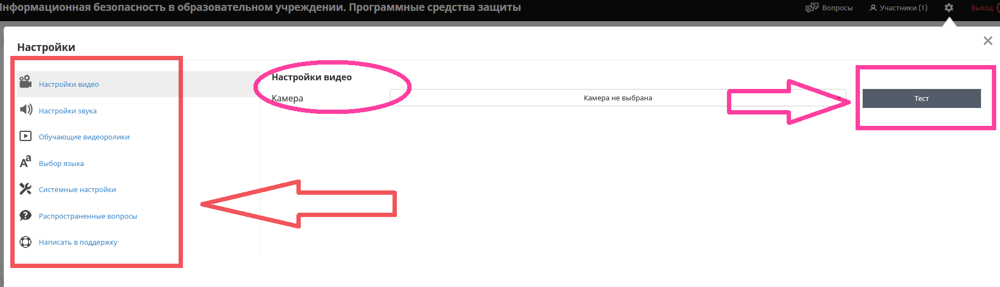 Информационная безопасность в образовательном учреждении. Программные средства защиты
Вопросы
Участники (1)
Выход
Настройки
Настройки видео
Настройки звука
Обучающие видеоролики
Выбор языка
Системные настройки
Распространенные вопросы
Написать в поддержку
Настройки видео
Камера
Камера не выбрана
Тест